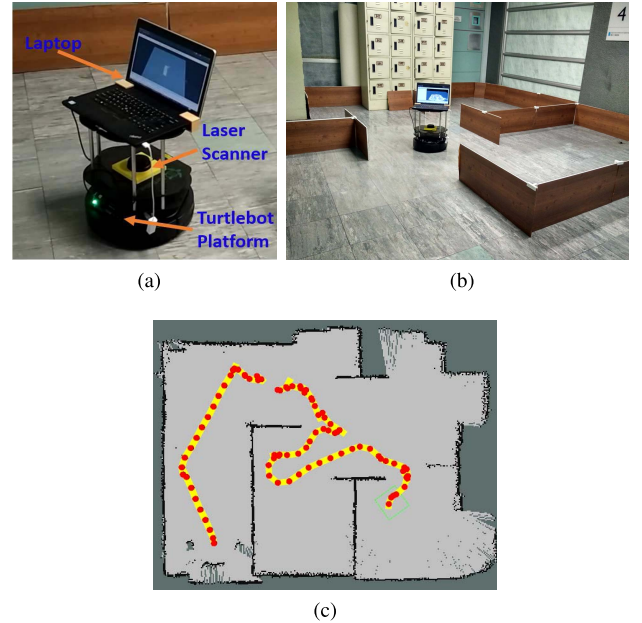 Laptop
Laser
Scanner
Turtlebot
Platform
4
(a)
(b)
(c)